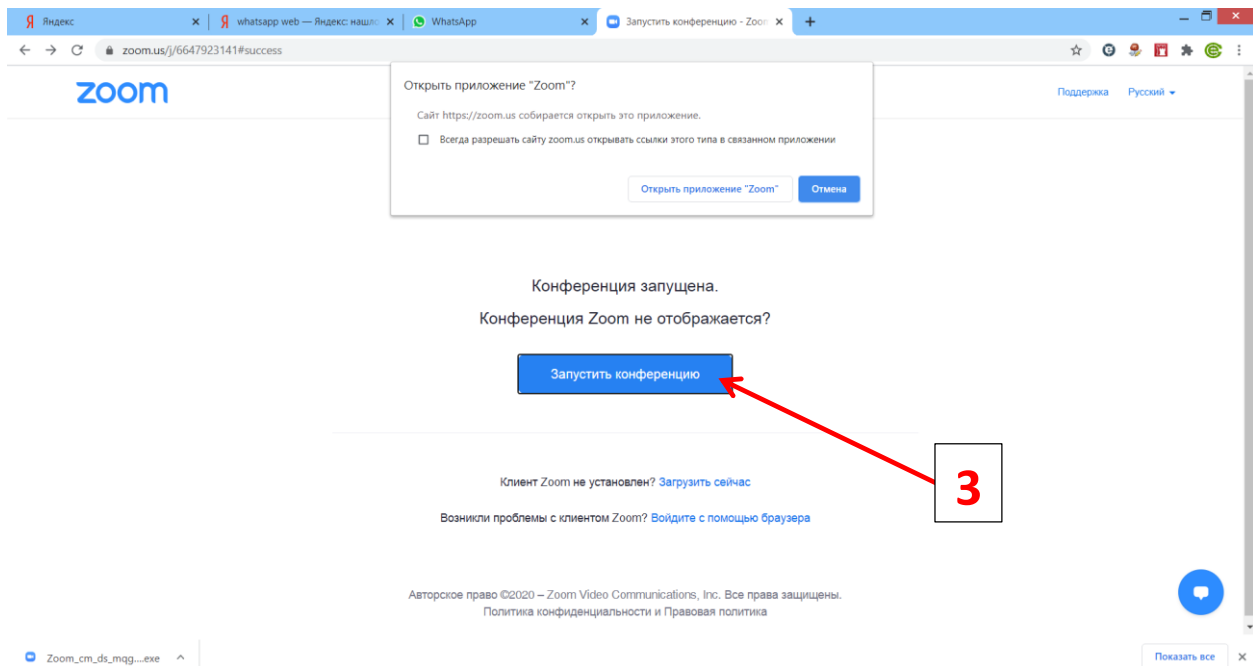 Яндекс
whatsapp web — Яндекс: нашло
WhatsApp
Запустить конференцию - Zoom
zoom.us/j/6647923141#success
zoom
Поддержка Русский
Открыть приложение "Zoom"?
Сайт https://zoom.us собирается открыть это приложение.
Всегда разрешать сайту zoom.us открывать ссылки этого типа в связанном приложении
Открыть приложение "Zoom" Отмена
Конференция запущена.
Конференция Zoom не отображается?
Запустить конференцию
3
Клиент Zoom не установлен? Загрузить сейчас
Возникли проблемы с клиентом Zoom? Войдите с помощью браузера
Авторское право ©2020 – Zoom Video Communications, Inc. Все права защищены.
Политика конфиденциальности и Правовая политика
Zoom_cm_ds_mqg....exe
Показать все